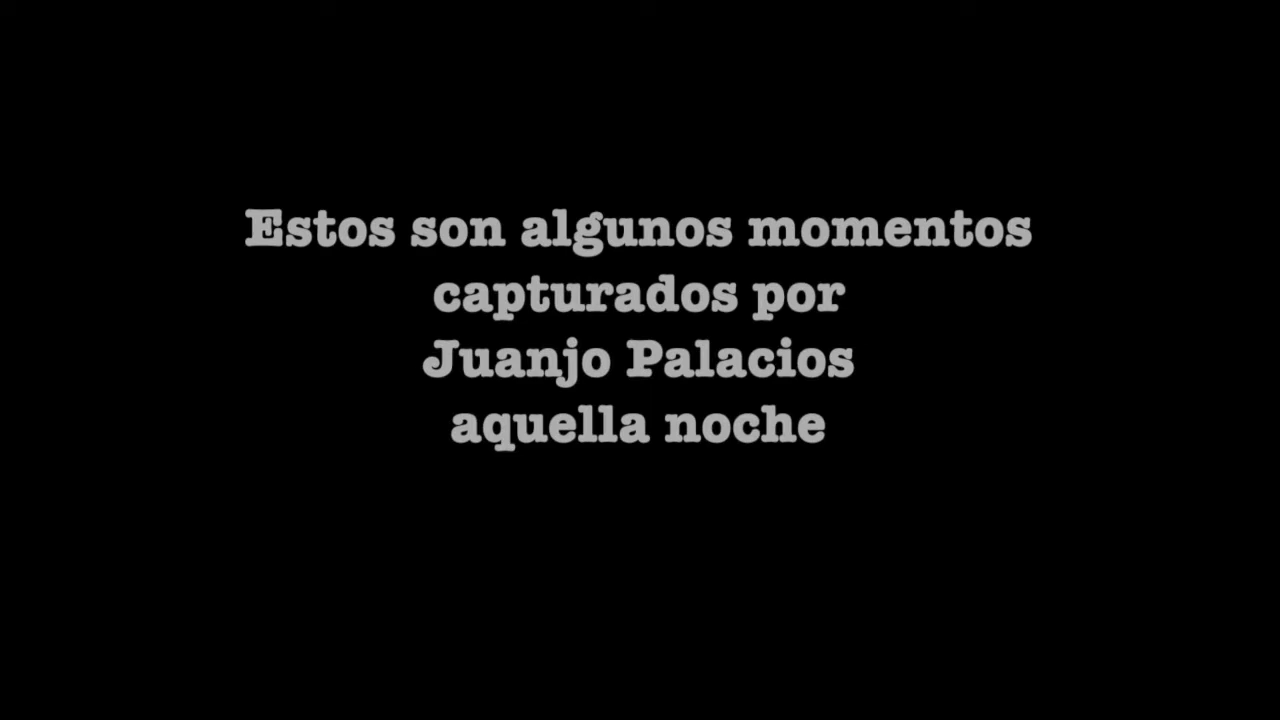 Estos son algunos momentos
capturados por
Juanjo Palacios
aquella noche